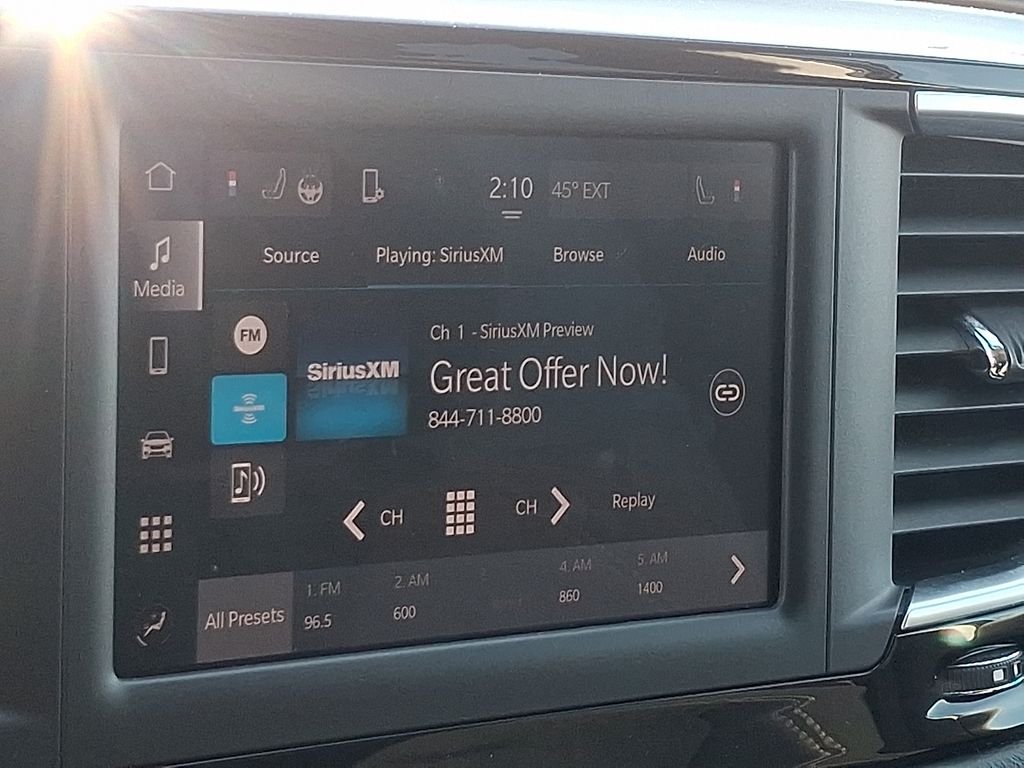 2:10 45° EXT
Source Playing: SiriusXM Browse Audio
Media
FM
SiriusXM
Ch 1 - SiriusXM Preview
Great Offer Now!
844-711-8800
CH CH Replay
All Presets
1. FM
96.5
2. AM
600
4. AM
860
5. AM
1400